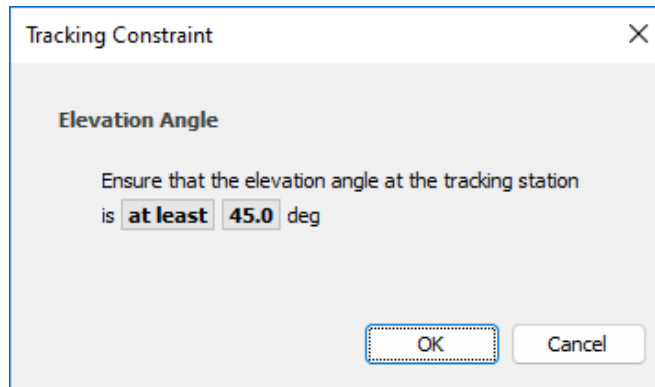 Tracking Constraint
Elevation Angle
Ensure that the elevation angle at the tracking station
is at least 45.0 deg
OK Cancel